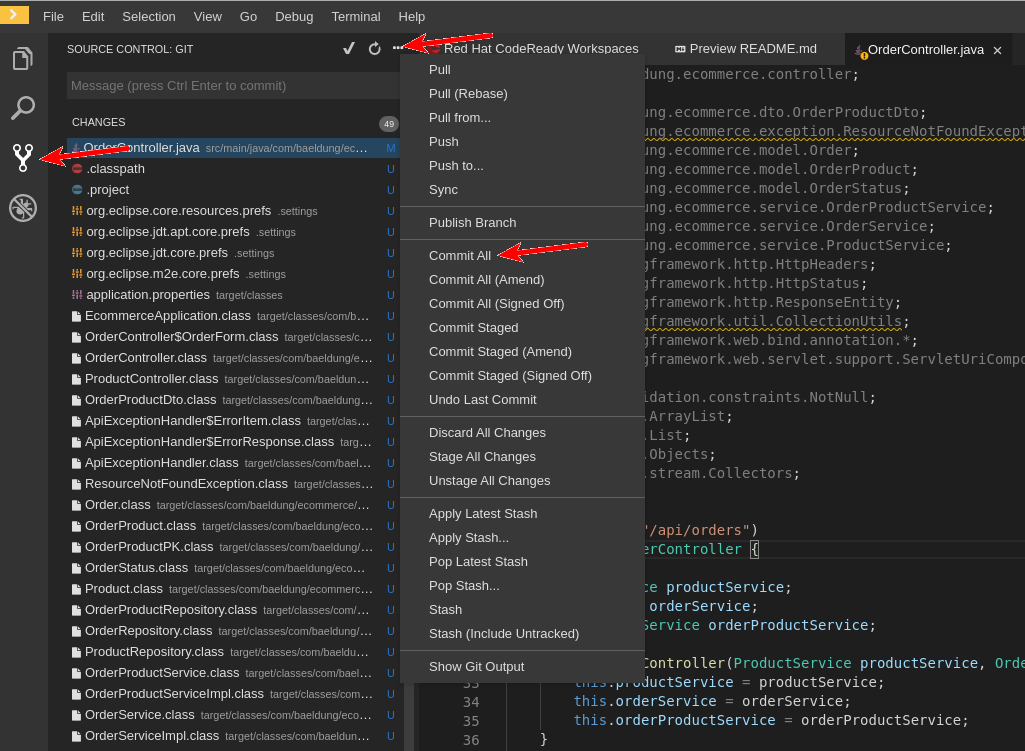 File Edit Selection View Go Debug Terminal Help
SOURCE CONTROL: GIT
Red Hat CodeReady Workspaces
Preview README.md
OrderController.java
Message (press Ctrl Enter to commit)
CHANGES 49
OrderController.java src/main/java/com/baeldung/ec... M
.classpath U
.project U
org.eclipse.core.resources.prefs .settings U
org.eclipse.jdt.apt.core.prefs .settings U
org.eclipse.jdt.core.prefs .settings U
org.eclipse.m2e.core.prefs .settings U
application.properties target/classes U
EcommerceApplication.class target/classes/com/b... U
OrderController$OrderForm.class target/classes/c... U
OrderController.class target/classes/com/baeldung/e... U
ProductController.class target/classes/com/baeldun... U
OrderProductDto.class target/classes/com/baeldung... U
ApiExceptionHandler$ErrorItem.class target/clas... U
ApiExceptionHandler$ErrorResponse.class targ... U
ApiExceptionHandler.class target/classes/com/bael... U
ResourceNotFoundException.class target/classes... U
Order.class target/classes/com/baeldung/ecommerce/... U
OrderProduct.class target/classes/com/baeldung/eco... U
OrderProductPK.class target/classes/com/baeldung/... U
OrderStatus.class target/classes/com/baeldung/eco... U
Product.class target/classes/com/baeldung/ecommerc... U
OrderProductRepository.class target/classes/com/... U
OrderRepository.class target/classes/com/baeldung/... U
ProductRepository.class target/classes/com/baeldu... U
OrderProductService.class target/classes/com/bael... U
OrderProductServiceImpl.class target/classes/com... U
OrderService.class target/classes/com/baeldung/eco... U
OrderServiceImpl.class target/classes/com/baeldun... U
Pull
Pull (Rebase)
Pull from...
Push
Push to...
Sync
Publish Branch
Commit All
Commit All (Amend)
Commit All (Signed Off)
Commit Staged
Commit Staged (Amend)
Commit Staged (Signed Off)
Undo Last Commit
Discard All Changes
Stage All Changes
Unstage All Changes
Apply Latest Stash
Apply Stash...
Pop Latest Stash
Pop Stash...
Stash
Stash (Include Untracked)
Show Git Output
dung.ecommerce.controller;
ung.ecommerce.dto.OrderProductDto;
ung.ecommerce.exception.ResourceNotFoundExcept
ung.ecommerce.model.Order;
ung.ecommerce.model.OrderProduct;
ung.ecommerce.model.OrderStatus;
ung.ecommerce.service.OrderProductService;
ung.ecommerce.service.OrderService;
ung.ecommerce.service.ProductService;
gframework.http.HttpHeaders;
gframework.http.HttpStatus;
gframework.http.ResponseEntity;
gframework.util.CollectionUtils;
gframework.web.bind.annotation.*;
gframework.web.servlet.support.ServletUriCompo
idation.constraints.NotNull;
.ArrayList;
.List;
.Objects;
.stream.Collectors;
"/api/orders")
erController {
ce productService;
orderService;
Service orderProductService;
Controller(ProductService productService, Orde
33 this.productService = productService;
34 this.orderService = orderService;
35 this.orderProductService = orderProductService;
36 }